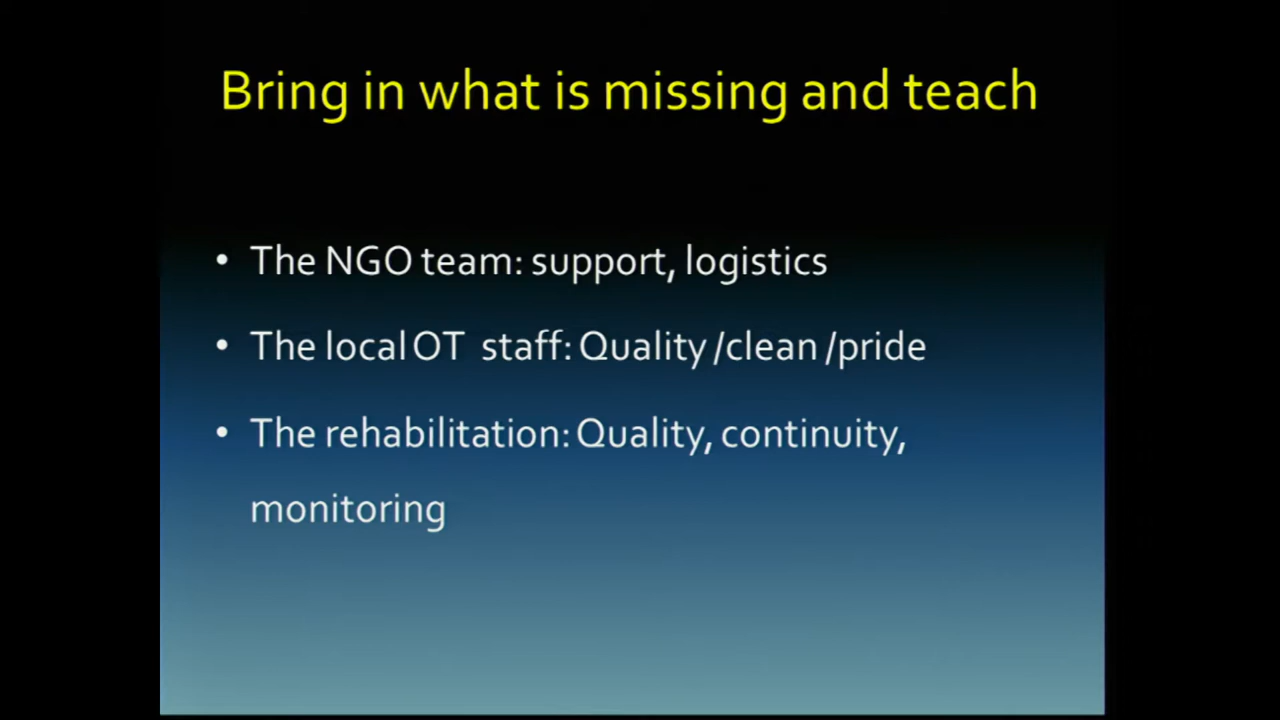 Bring in what is missing and teach
• The NGO team: support, logistics
• The local OT staff: Quality /clean /pride
• The rehabilitation: Quality, continuity,
monitoring